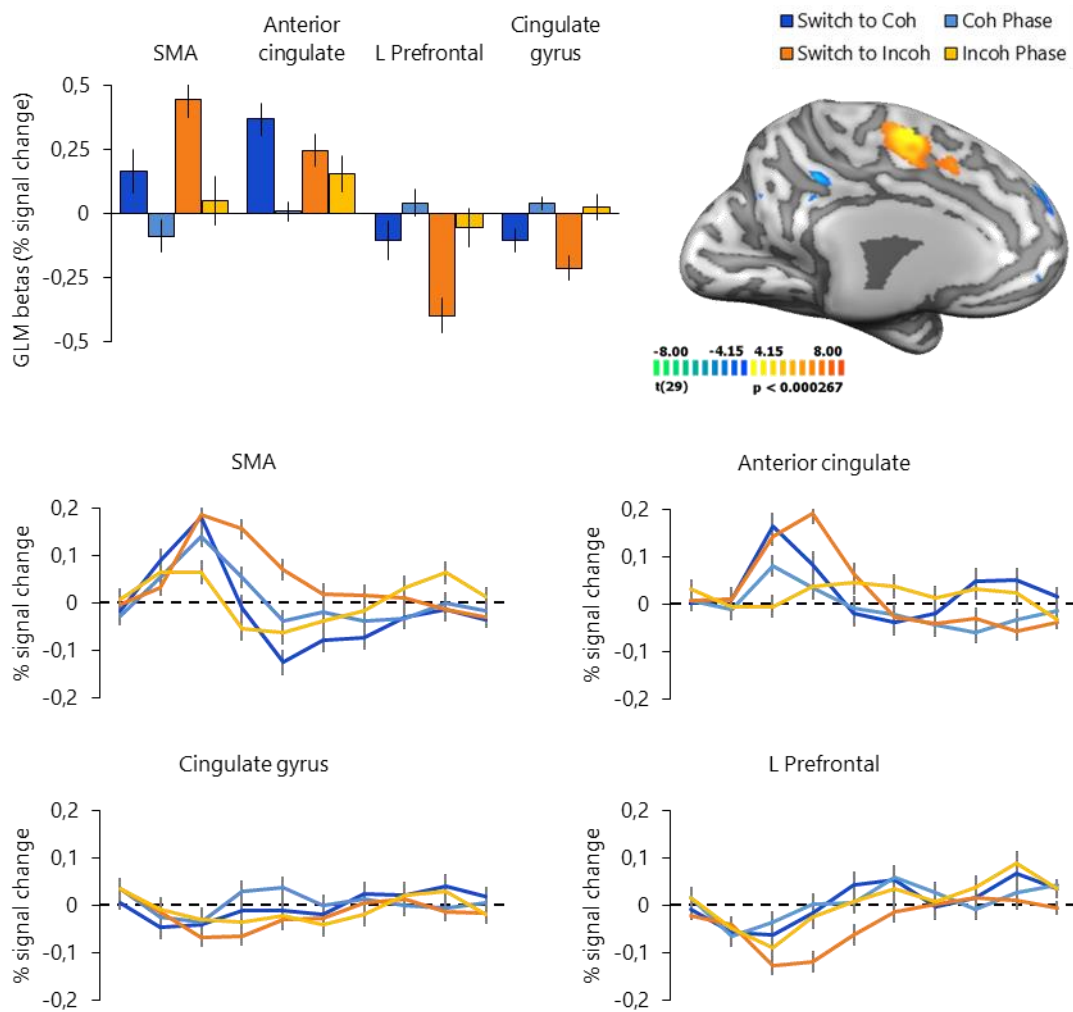 SMA
Anterior
cingulate
L Prefrontal
Cingulate
gyrus
Switch to Coh
Coh Phase
Switch to Incoh
Incoh Phase
GLM betas (% signal change)
0,5
0,25
0
-0,25
-0,5
-8.00 -4.15 4.15 8.00
t(29) p < 0.000267
SMA
% signal change
0,2
0,1
0
-0,1
-0,2
Anterior cingulate
% signal change
0,2
0,1
0
-0,1
-0,2
Cingulate gyrus
% signal change
0,2
0,1
0
-0,1
-0,2
L Prefrontal
% signal change
0,2
0,1
0
-0,1
-0,2